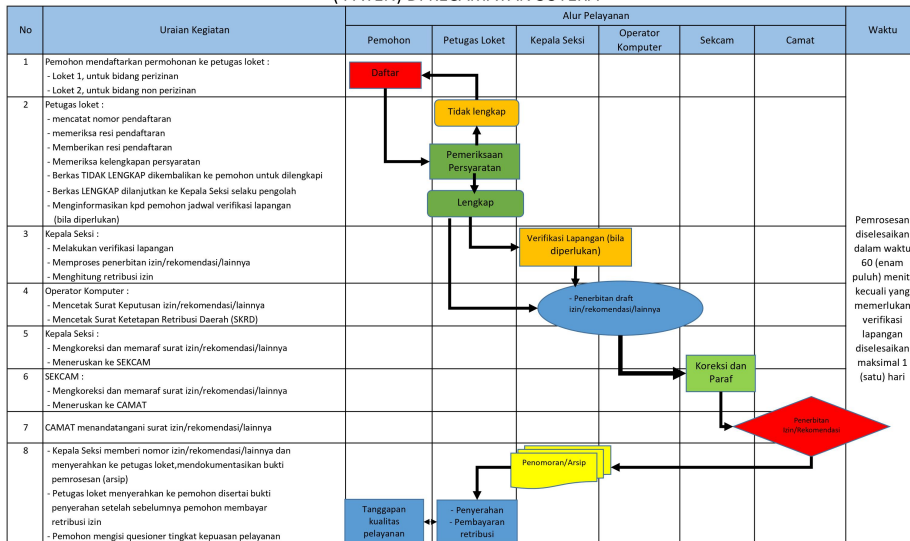 No
Uraian Kegiatan
Alur Pelayanan
Waktu
Pemohon
Petugas Loket
Kepala Seksi
Operator
Komputer
Sekcam
Camat
1
Pemohon mendaftarkan permohonan ke petugas loket :
- Loket 1, untuk bidang perizinan
- Loket 2, untuk bidang non perizinan
Daftar
2
Petugas loket :
- mencatat nomor pendaftaran
- memeriksa resi pendaftaran
- Memberikan resi pendaftaran
- Memeriksa kelengkapan persyaratan
- Berkas TIDAK LENGKAP dikembalikan ke pemohon untuk dilengkapi
- Berkas LENGKAP dilanjutkan ke Kepala Seksi selaku pengolah
- Menginformasikan kpd pemohon jadwal verifikasi lapangan
(bila diperlukan)
Tidak lengkap
Pemeriksaan
Persyaratan
Lengkap
3
Kepala Seksi :
- Melakukan verifikasi lapangan
- Memproses penerbitan izin/rekomendasi/lainnya
- Menghitung retribusi izin
Verifikasi Lapangan (bila
diperlukan)
4
Operator Komputer :
- Mencetak Surat Keputusan izin/rekomendasi/lainnya
- Mencetak Surat Ketetapan Retribusi Daerah (SKRD)
- Penerbitan draft
izin/rekomendasi/lainnya
5
Kepala Seksi :
- Mengkoreksi dan memaraf surat izin/rekomendasi/lainnya
- Meneruskan ke SEKCAM
Koreksi dan
Paraf
6
SEKCAM :
- Mengkoreksi dan memaraf surat izin/rekomendasi/lainnya
- Meneruskan ke CAMAT
7
CAMAT menandatangani surat izin/rekomendasi/lainnya
Penerbitan
Izin/Rekomendasi
8
- Kepala Seksi memberi nomor izin/rekomendasi/lainnya dan
menyerahkan ke petugas loket,mendokumentasikan bukti
pemrosesan (arsip)
- Petugas loket menyerahkan ke pemohon disertai bukti
penyerahan setelah sebelumnya pemohon membayar
retribusi izin
- Pemohon mengisi quesioner tingkat kepuasan pelayanan
Penomoran/Arsip
Tanggapan
kualitas
pelayanan
- Penyerahan
- Pembayaran
retribusi
Pemrosesan
diselesaikan
dalam waktu
60 (enam
puluh) menit
kecuali yang
memerlukan
verifikasi
lapangan
diselesaikan
maksimal 1
(satu) hari